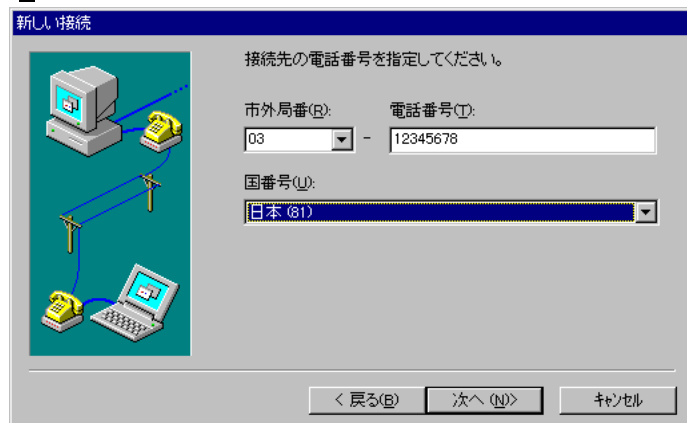 新しい接続
接続先の電話番号を指定してください。
市外局番(R): 電話番号(T):
03 - 12345678
国番号(U):
日本 (81)
< 戻る(B) 次へ (N)> キャンセル